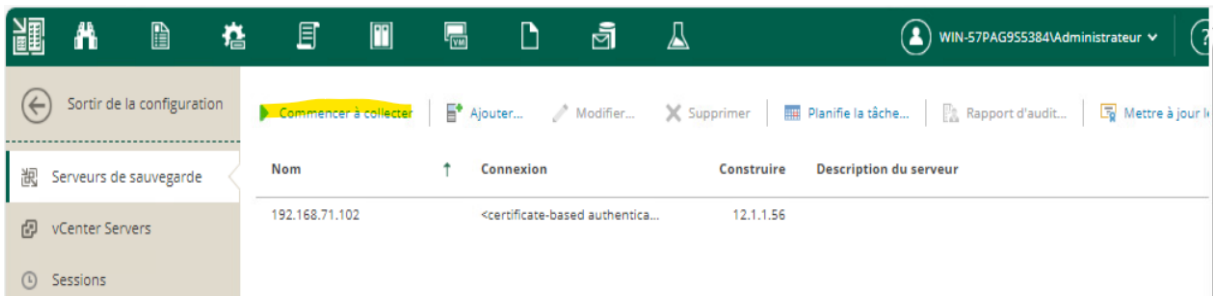 VM
WIN-57PAG9S5384\Administrateur
?
Sortir de la configuration
Commencer à collecter Ajouter... Modifier... Supprimer Planifie la tâche... Rapport d'audit... Mettre à jour
Serveurs de sauvegarde
Nom ↑ Connexion Construire Description du serveur
192.168.71.102 <certificate-based authentica... 12.1.1.56
vCenter Servers
Sessions